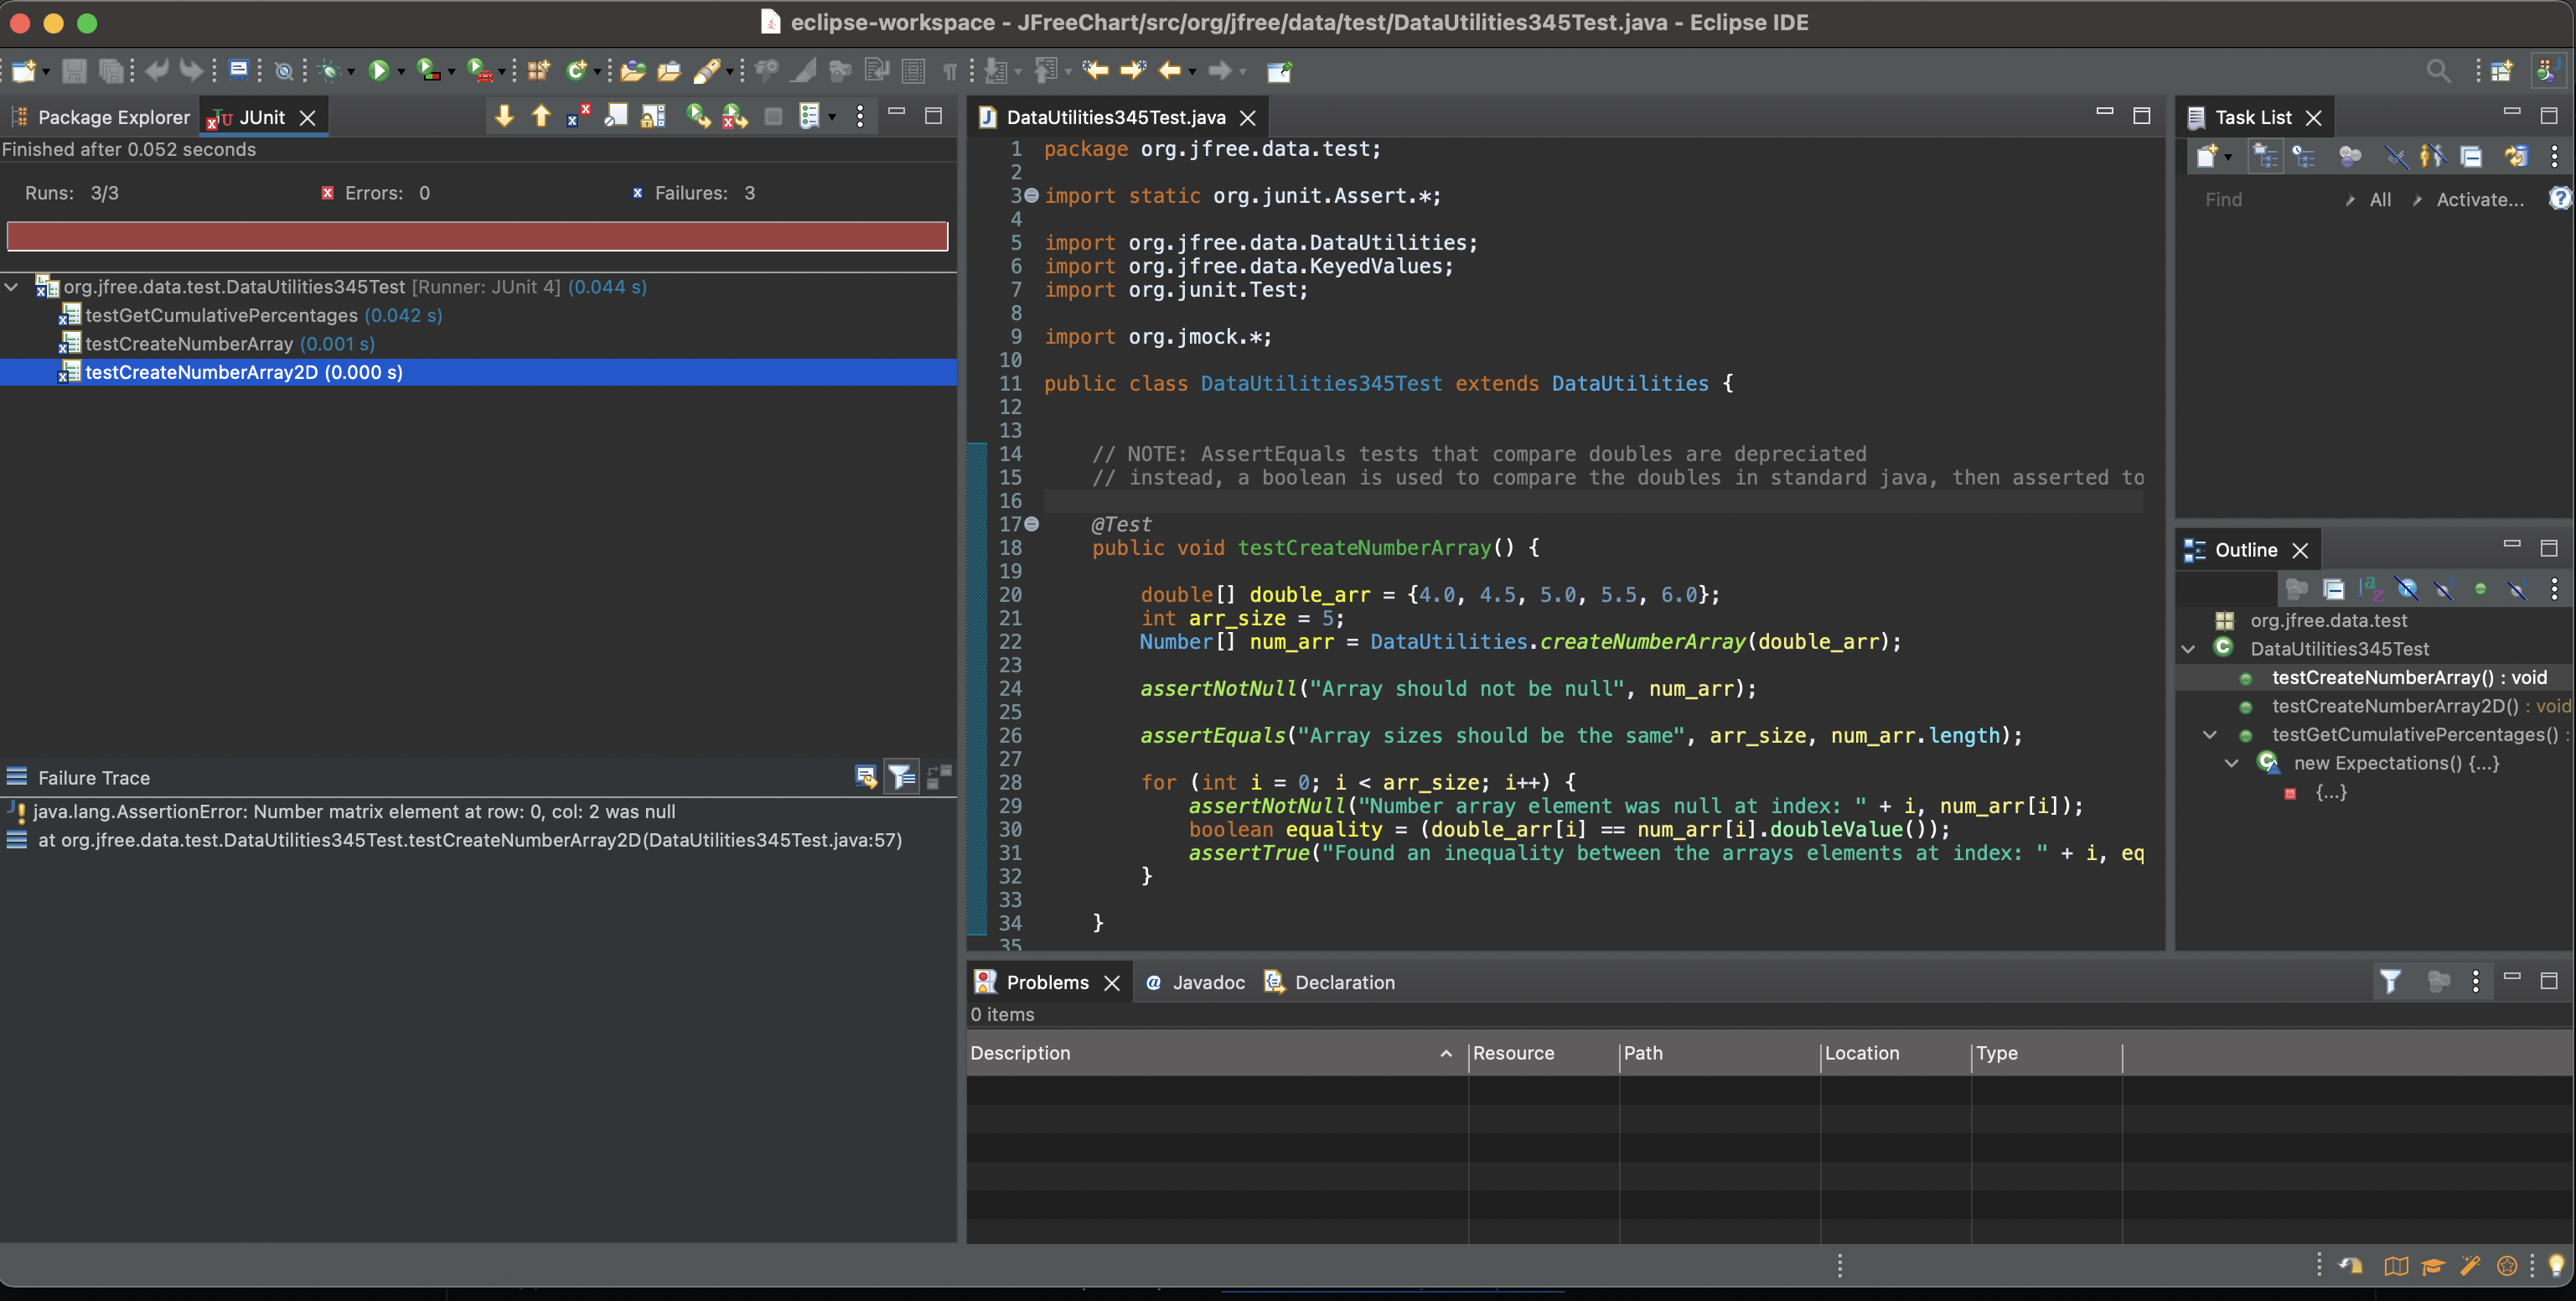 eclipse-workspace - JFreeChart/src/org/jfree/data/test/DataUtilities345Test.java - Eclipse IDE
Package Explorer
JUnit
Finished after 0.052 seconds
Runs: 3/3
Errors: 0
Failures: 3
org.jfree.data.test.DataUtilities345Test [Runner: JUnit 4] (0.044 s)
testGetCumulativePercentages (0.042 s)
testCreateNumberArray (0.001 s)
testCreateNumberArray2D (0.000 s)
Failure Trace
java.lang.AssertionError: Number matrix element at row: 0, col: 2 was null
at org.jfree.data.test.DataUtilities345Test.testCreateNumberArray2D(DataUtilities345Test.java:57)
DataUtilities345Test.java
1 package org.jfree.data.test;
2
3 import static org.junit.Assert.*;
4
5 import org.jfree.data.DataUtilities;
6 import org.jfree.data.KeyedValues;
7 import org.junit.Test;
8
9 import org.jmock.*;
10
11 public class DataUtilities345Test extends DataUtilities {
12
13
14 // NOTE: AssertEquals tests that compare doubles are depreciated
15 // instead, a boolean is used to compare the doubles in standard java, then asserted to
16
17 @Test
18 public void testCreateNumberArray() {
19
20 double[] double_arr = {4.0, 4.5, 5.0, 5.5, 6.0};
21 int arr_size = 5;
22 Number[] num_arr = DataUtilities.createNumberArray(double_arr);
23
24 assertNotNull("Array should not be null", num_arr);
25
26 assertEquals("Array sizes should be the same", arr_size, num_arr.length);
27
28 for (int i = 0; i < arr_size; i++) {
29 assertNotNull("Number array element was null at index: " + i, num_arr[i]);
30 boolean equality = (double_arr[i] == num_arr[i].doubleValue());
31 assertTrue("Found an inequality between the arrays elements at index: " + i, eq
32 }
33
34 }
35
Task List
Find
All
Activate...
Outline
org.jfree.data.test
DataUtilities345Test
testCreateNumberArray() : void
testCreateNumberArray2D() : void
testGetCumulativePercentages() :
new Expectations() {...}
{...}
Problems
Javadoc
Declaration
0 items
Description
Resource
Path
Location
Type